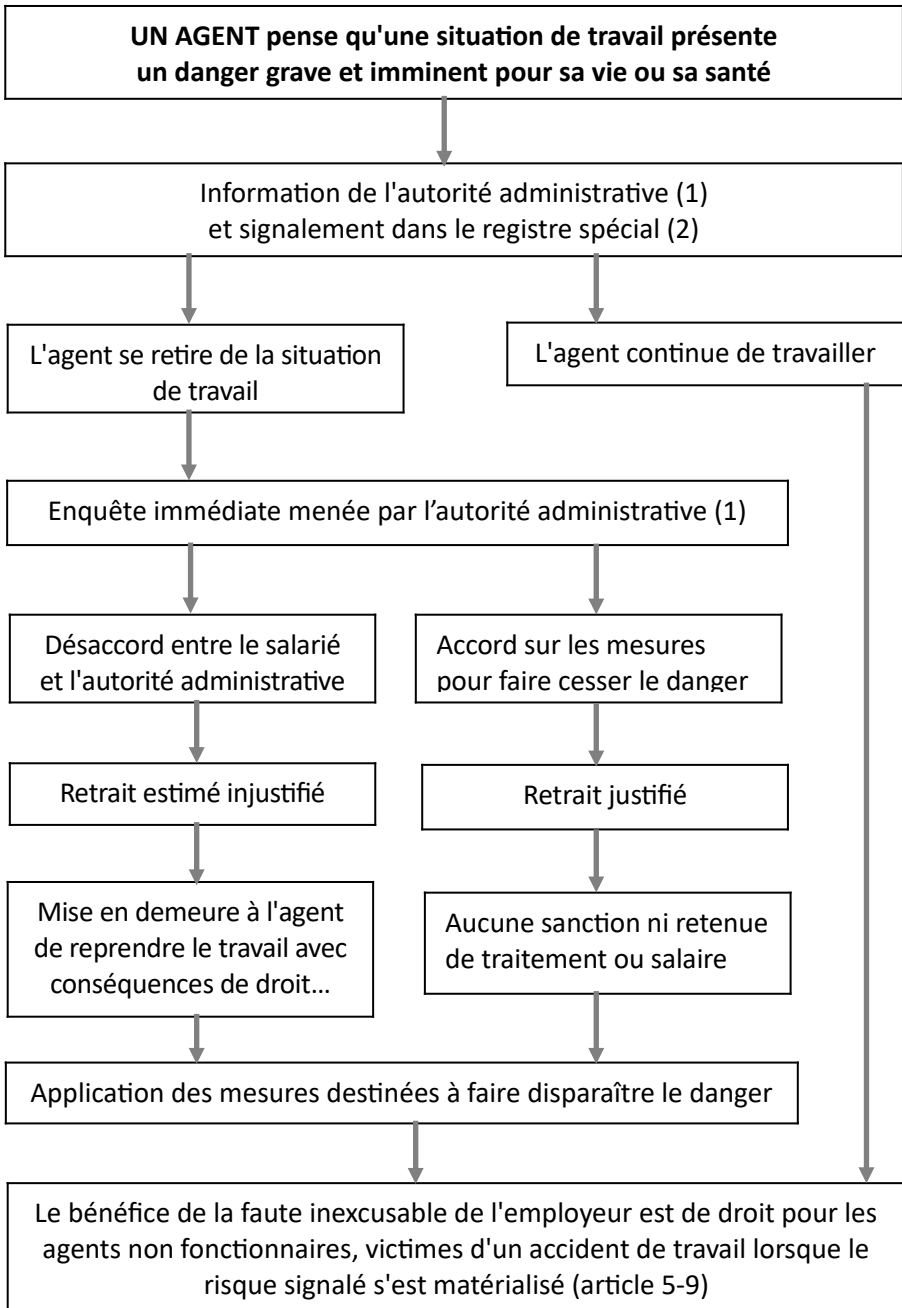 UN AGENT pense qu'une situation de travail présente
un danger grave et imminent pour sa vie ou sa santé
Information de l'autorité administrative (1)
et signalement dans le registre spécial (2)
L'agent se retire de la situation
de travail
L'agent continue de travailler
Enquête immédiate menée par l’autorité administrative (1)
Désaccord entre le salarié
et l'autorité administrative
Accord sur les mesures
pour faire cesser le danger
Retrait estimé injustifié
Retrait justifié
Mise en demeure à l'agent
de reprendre le travail avec
conséquences de droit…
Aucune sanction ni retenue
de traitement ou salaire
Application des mesures destinées à faire disparaître le danger
Le bénéfice de la faute inexcusable de l'employeur est de droit pour les
agents non fonctionnaires, victimes d'un accident de travail lorsque le
risque signalé s'est matérialisé (article 5-9)